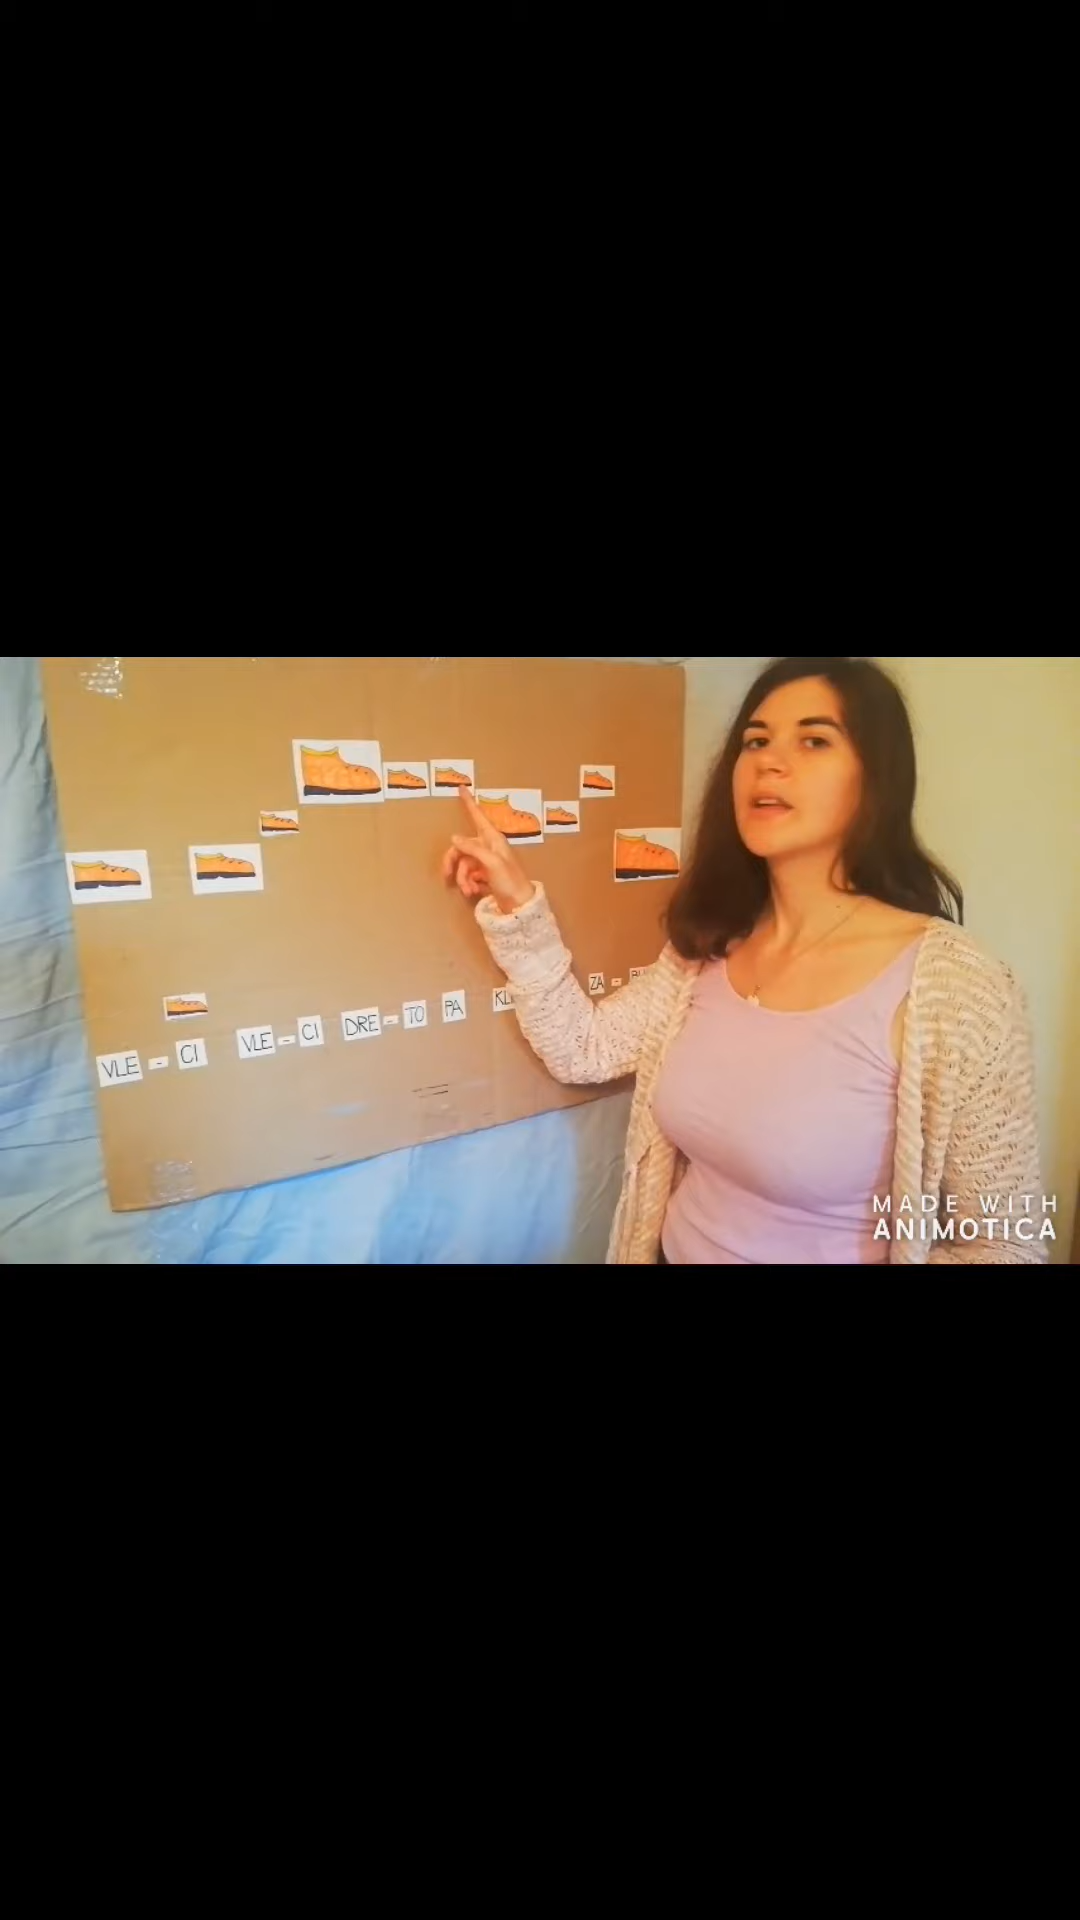 VLE - CI VLE - CI DRE - TO PA ZA -
MADE WITH
ANIMOTICA